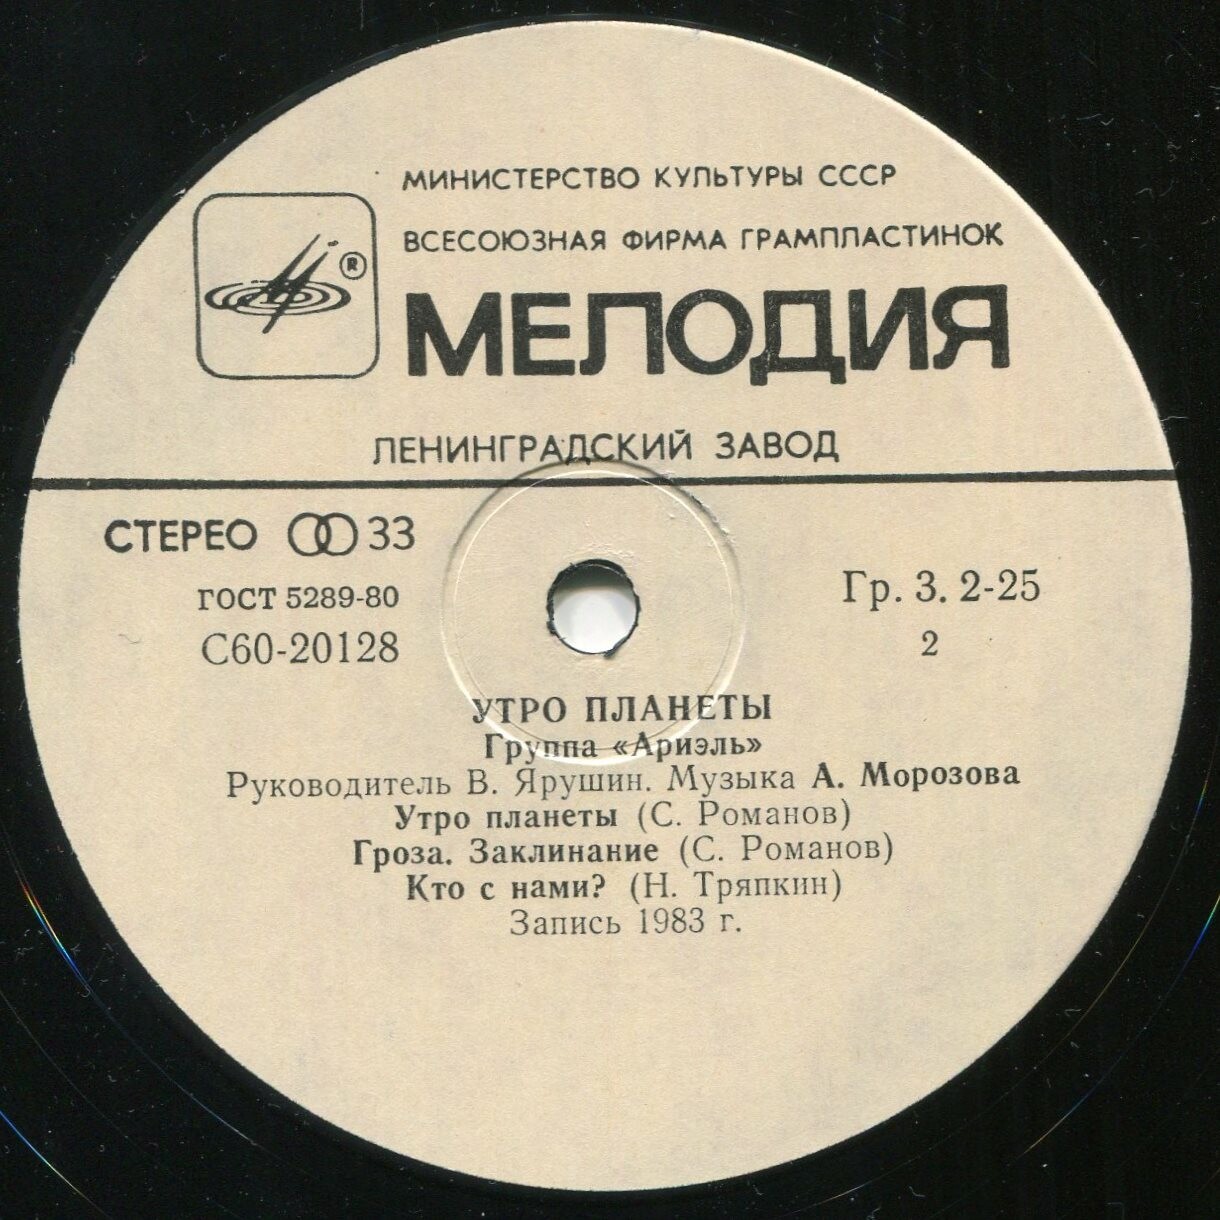 МИНИСТЕРСТВО КУЛЬТУРЫ СССР
ВСЕСОЮЗНАЯ ФИРМА ГРАМПЛАСТИНОК
®
МЕЛОДИЯ
ЛЕНИНГРАДСКИЙ ЗАВОД
СТЕРЕО 33
ГОСТ 5289-80
С60-20128
Гр. 3. 2-25
2
УТРО ПЛАНЕТЫ
Группа «Ариэль»
Руководитель В. Ярушин. Музыка А. Морозова
Утро планеты (С. Романов)
Гроза. Заклинание (С. Романов)
Кто с нами? (Н. Тряпкин)
Запись 1983 г.